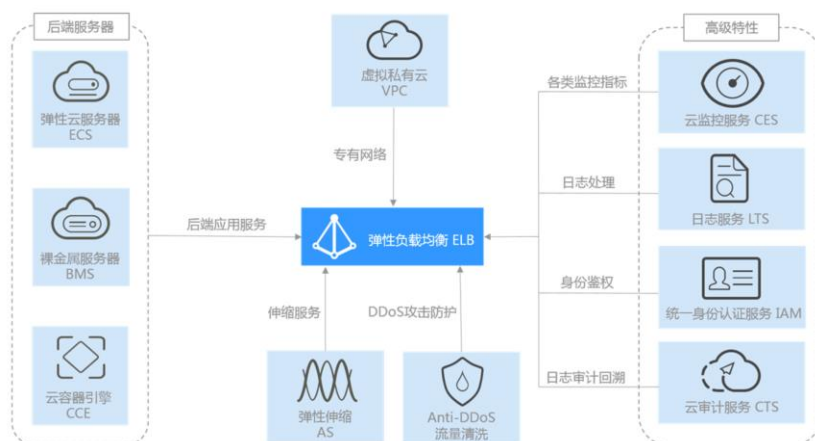 后端服务器
弹性云服务器
ECS
裸金属服务器
BMS
云容器引擎
CCE
后端应用服务
虚拟私有云
VPC
专有网络
弹性负载均衡 ELB
伸缩服务
DDoS攻击防护
弹性伸缩
AS
Anti-DDoS
流量清洗
高级特性
各类监控指标
云监控服务 CES
日志处理
日志服务 LTS
身份鉴权
统一身份认证服务 IAM
日志审计回溯
云审计服务 CTS